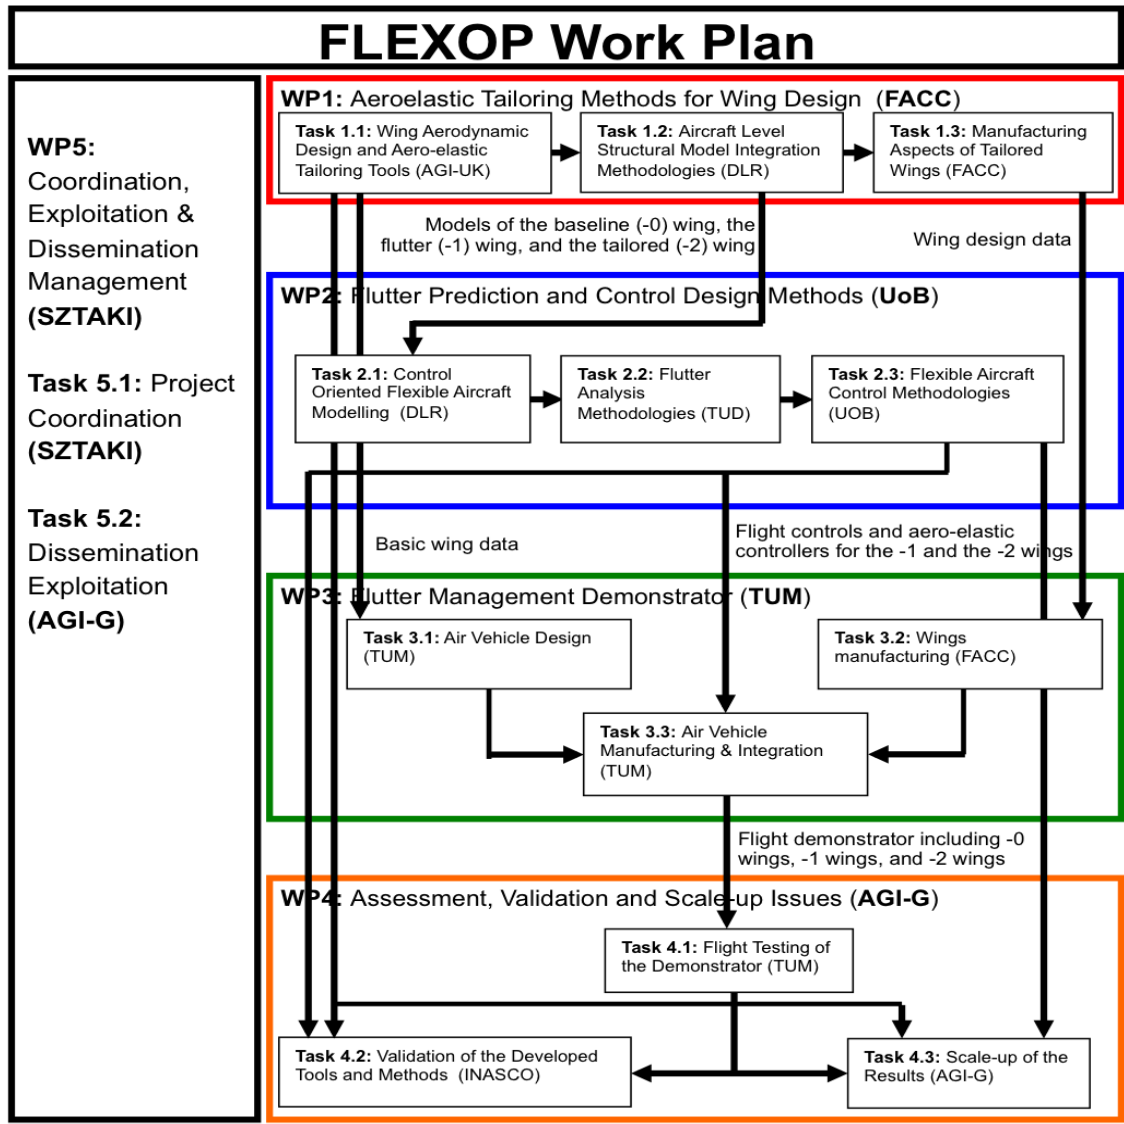 FLEXOP Work Plan
WP5:
Coordination,
Exploitation &
Dissemination
Management
(SZTAKI)
Task 5.1: Project
Coordination
(SZTAKI)
Task 5.2:
Dissemination
Exploitation
(AGI-G)
WP1: Aeroelastic Tailoring Methods for Wing Design (FACC)
Task 1.1: Wing Aerodynamic
Design and Aero-elastic
Tailoring Tools (AGI-UK)
Task 1.2: Aircraft Level
Structural Model Integration
Methodologies (DLR)
Task 1.3: Manufacturing
Aspects of Tailored
Wings (FACC)
Models of the baseline (-0) wing, the
flutter (-1) wing, and the tailored (-2) wing
Wing design data
WP2: Flutter Prediction and Control Design Methods (UoB)
Task 2.1: Control
Oriented Flexible Aircraft
Modelling (DLR)
Task 2.2: Flutter
Analysis
Methodologies (TUD)
Task 2.3: Flexible Aircraft
Control Methodologies
(UOB)
Basic wing data
Flight controls and aero-elastic
controllers for the -1 and the -2 wings
WP3: Flutter Management Demonstrator (TUM)
Task 3.1: Air Vehicle Design
(TUM)
Task 3.2: Wings
manufacturing (FACC)
Task 3.3: Air Vehicle
Manufacturing & Integration
(TUM)
Flight demonstrator including -0
wings, -1 wings, and -2 wings
WP4: Assessment, Validation and Scale-up Issues (AGI-G)
Task 4.1: Flight Testing of
the Demonstrator (TUM)
Task 4.2: Validation of the Developed
Tools and Methods (INASCO)
Task 4.3: Scale-up of the
Results (AGI-G)